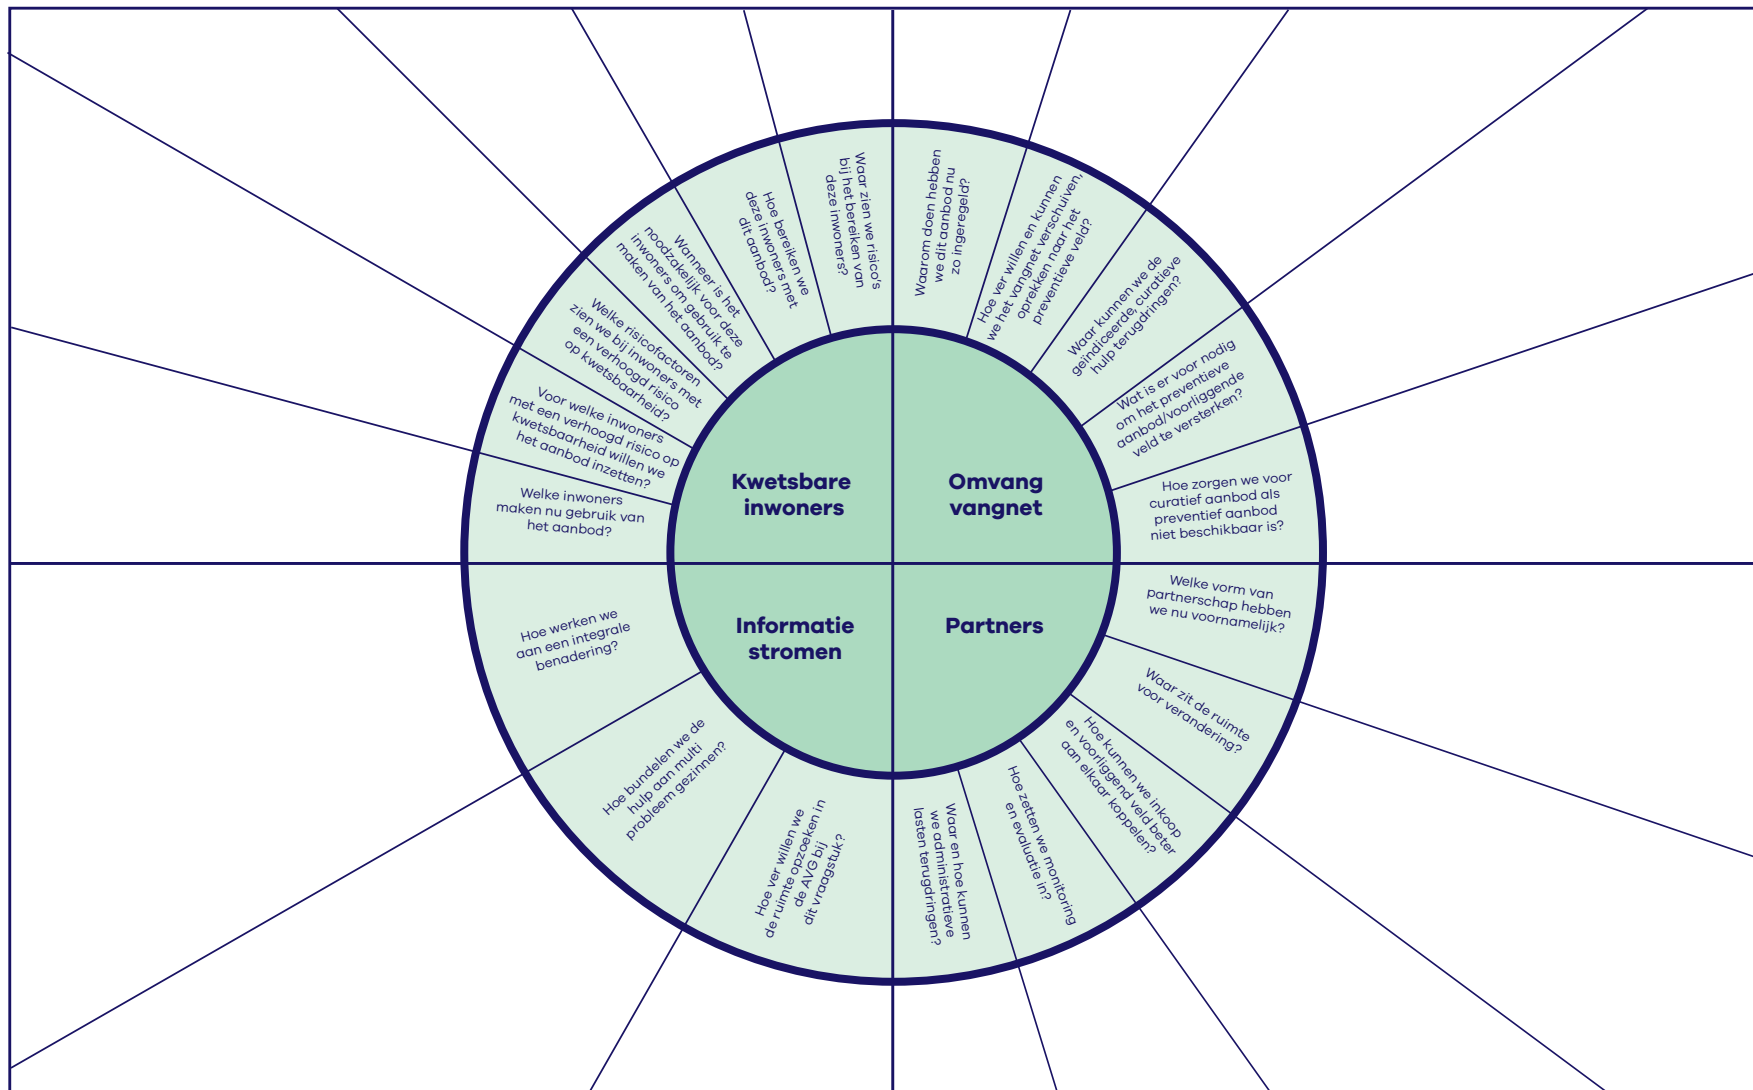 Kwetsbare
inwoners
Welke inwoners
maken nu gebruik van
het aanbod?
Voor welke inwoners
met een verhoogd risico op
kwetsbaarheid willen we
het aanbod inzetten?
Welke risicofactoren
zien we bij inwoners met
een verhoogd risico
op kwetsbaarheid?
Wanneer is het
noodzakelijk voor deze
inwoners om gebruik te
maken van het aanbod?
Hoe bereiken we
deze inwoners met
dit aanbod?
Waar zien we risico's
bij het bereiken van
deze inwoners?
Omvang
vangnet
Waarom doen hebben
we dit aanbod nu
zo ingeregeld?
Hoe ver willen en kunnen
we het vangnet verschuiven,
oprekken naar het
preventieve veld?
Waar kunnen we de
geïndiceerde, curatieve
hulp terugdringen?
Wat is er voor nodig
om het preventieve
aanbod/voorliggende
veld te versterken?
Hoe zorgen we voor
curatief aanbod als
preventief aanbod
niet beschikbaar is?
Partners
Welke vorm van
partnerschap hebben
we nu voornamelijk?
Waar zit de ruimte
voor verandering?
Hoe kunnen we inkoop
en voorliggend veld beter
aan elkaar koppelen?
Hoe zetten we monitoring
en evaluatie in?
Waar en hoe kunnen
we administratieve
lasten terugdringen?
Informatie
stromen
Hoe ver willen we
de ruimte opzoeken in
de AVG bij
dit vraagstuk?
Hoe bundelen we de
hulp aan multi
probleem gezinnen?
Hoe werken we
aan een integrale
benadering?